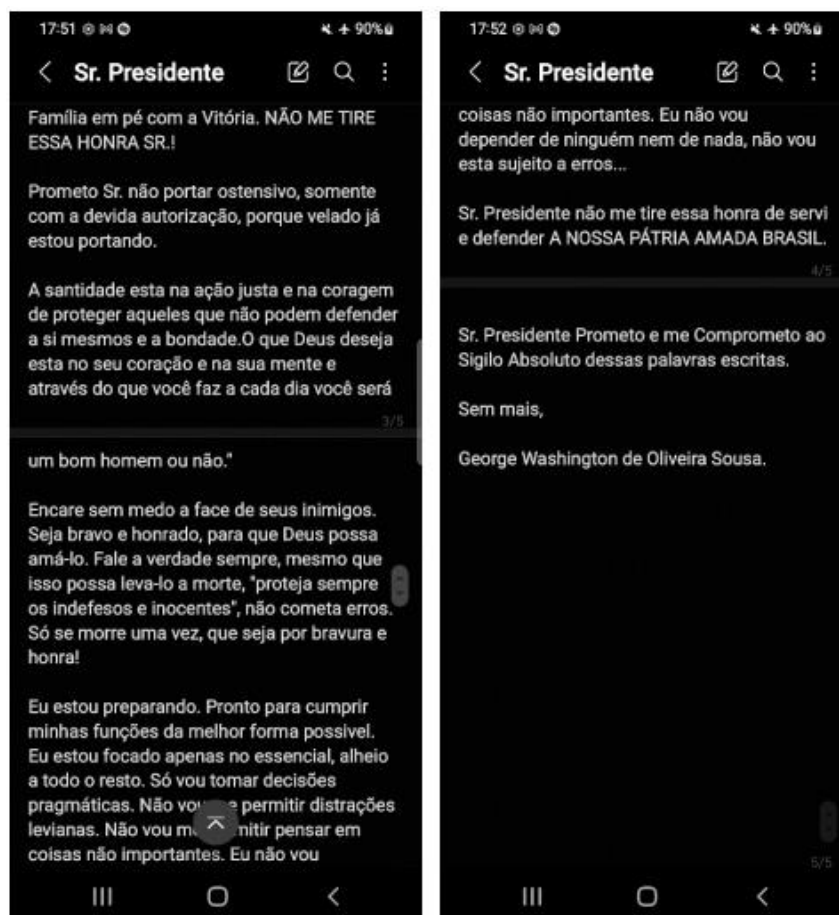 17:51
90%
Sr. Presidente
Família em pé com a Vitória. NÃO ME TIRE
ESSA HONRA SR.!
Prometo Sr. não portar ostensivo, somente
com a devida autorização, porque velado já
estou portando.
A santidade esta na ação justa e na coragem
de proteger aqueles que não podem defender
a si mesmos e a bondade.O que Deus deseja
esta no seu coração e na sua mente e
através do que você faz a cada dia você será
3/5
um bom homem ou não."
Encare sem medo a face de seus inimigos.
Seja bravo e honrado, para que Deus possa
amá-lo. Fale a verdade sempre, mesmo que
isso possa leva-lo a morte, "proteja sempre
os indefesos e inocentes", não cometa erros.
Só se morre uma vez, que seja por bravura e
honra!
Eu estou preparando. Pronto para cumprir
minhas funções da melhor forma possivel.
Eu estou focado apenas no essencial, alheio
a todo o resto. Só vou tomar decisões
pragmáticas. Não vou permitir distrações
levianas. Não vou pensar em
coisas não importantes. Eu não vou
17:52
90%
Sr. Presidente
coisas não importantes. Eu não vou
depender de ninguém nem de nada, não vou
esta sujeito a erros...
Sr. Presidente não me tire essa honra de servi
e defender A NOSSA PÁTRIA AMADA BRASIL.
4/5
Sr. Presidente Prometo e me Comprometo ao
Sigilo Absoluto dessas palavras escritas.
Sem mais,
George Washington de Oliveira Sousa.
5/5